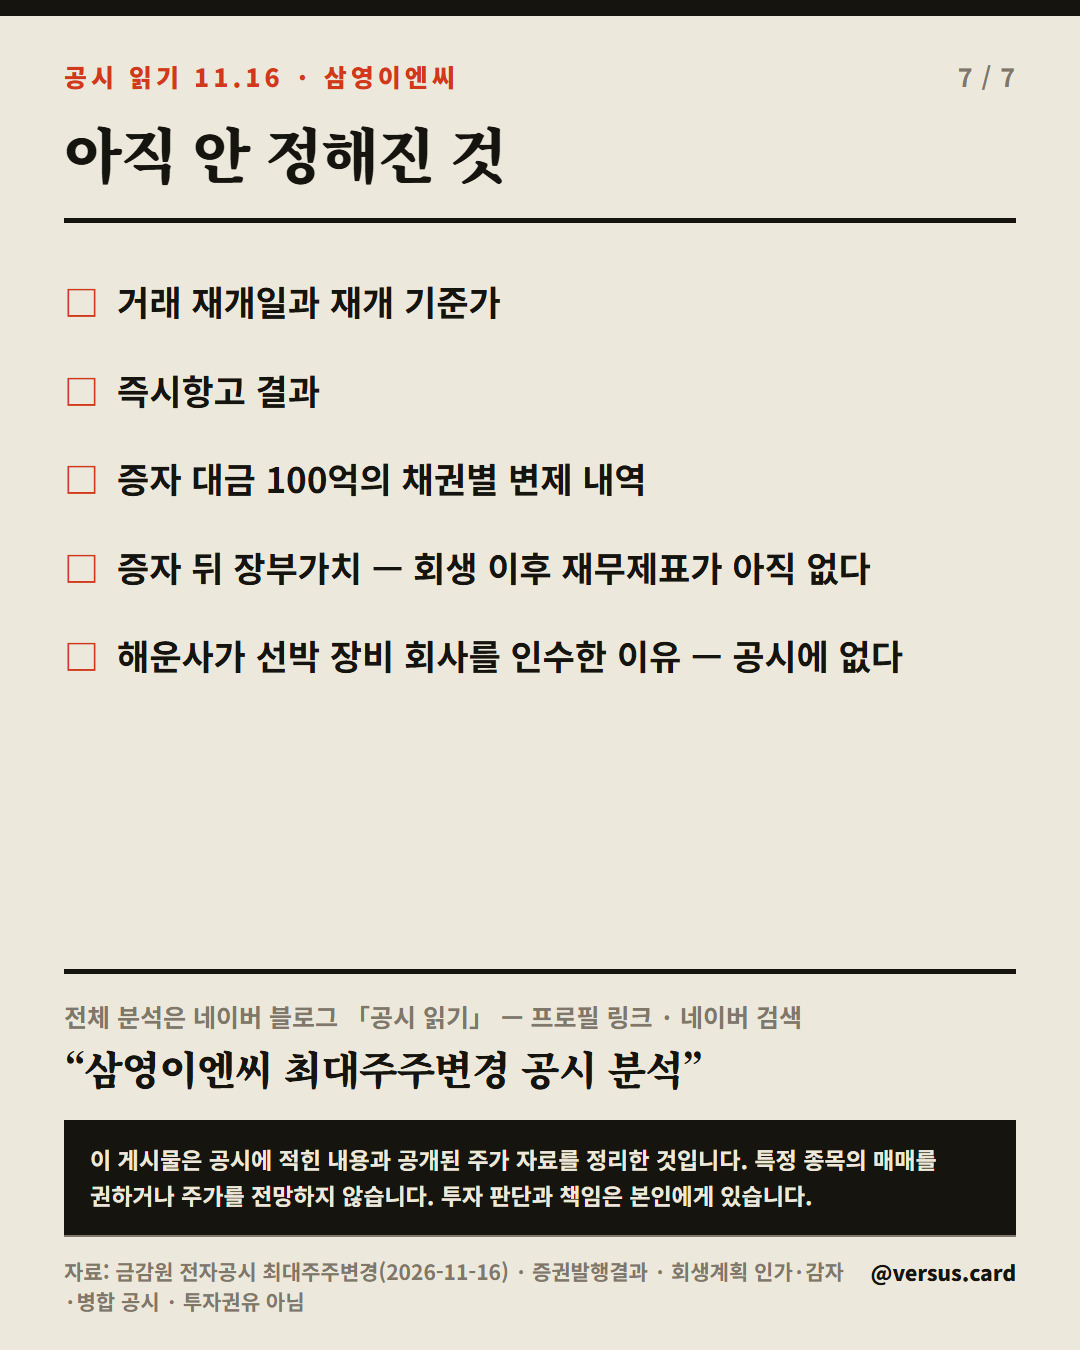 공시 읽기 11.16 · 삼영이엔씨
7 / 7
아직 안 정해진 것
□ 거래 재개일과 재개 기준가
□ 즉시항고 결과
□ 증자 대금 100억의 채권별 변제 내역
□ 증자 뒤 장부가치 — 회생 이후 재무제표가 아직 없다
□ 해운사가 선박 장비 회사를 인수한 이유 — 공시에 없다
전체 분석은 네이버 블로그 「공시 읽기」 — 프로필 링크 · 네이버 검색
“삼영이엔씨 최대주주변경 공시 분석”
이 게시물은 공시에 적힌 내용과 공개된 주가 자료를 정리한 것입니다. 특정 종목의 매매를
권하거나 주가를 전망하지 않습니다. 투자 판단과 책임은 본인에게 있습니다.
자료: 금감원 전자공시 최대주주변경(2026-11-16) · 증권발행결과 · 회생계획 인가·감자
·병합 공시 · 투자권유 아님
@versus.card